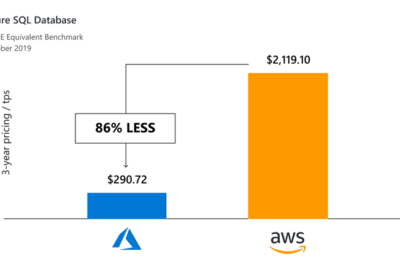 ure SQL Database
E Equivalent Benchmark
ber 2019
$2,119.10
86% LESS
3-year pricing / tps
$290.72
aws